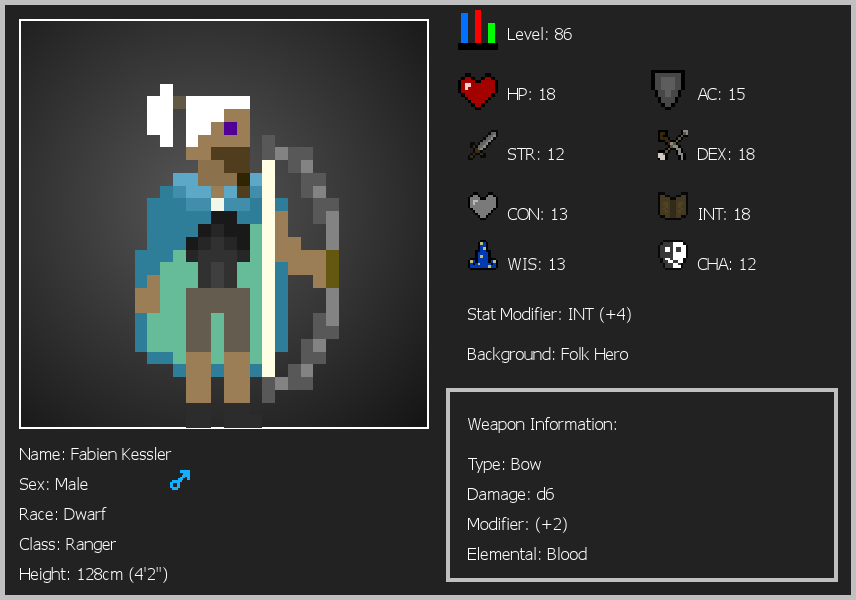 Level: 86
HP: 18
AC: 15
STR: 12
DEX: 18
CON: 13
INT: 18
WIS: 13
CHA: 12
Stat Modifier: INT (+4)
Background: Folk Hero
Weapon Information:
Type: Bow
Damage: d6
Modifier: (+2)
Elemental: Blood
Name: Fabien Kessler
Sex: Male
Race: Dwarf
Class: Ranger
Height: 128cm (4'2")